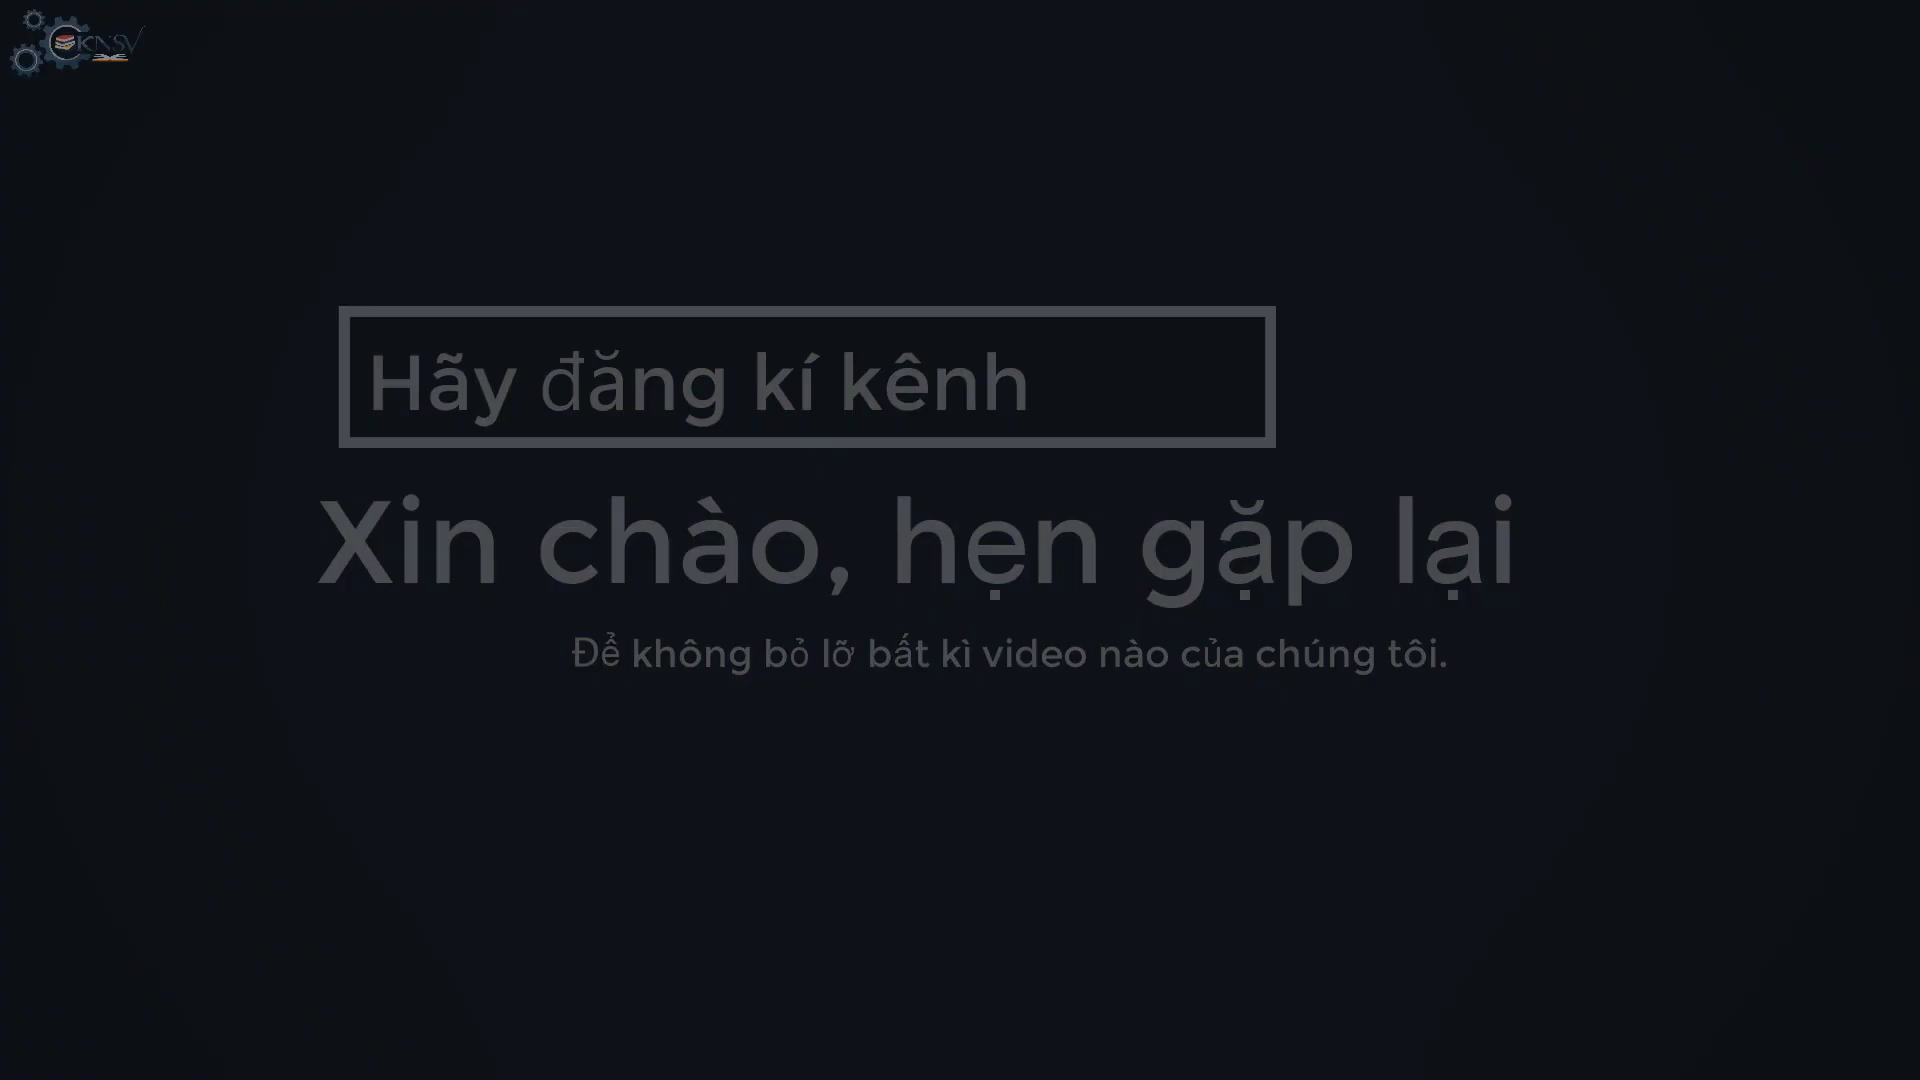 CKNSV
Hãy đăng kí kênh
Xin chào, hẹn gặp lại
Để không bỏ lỡ bất kì video nào của chúng tôi.